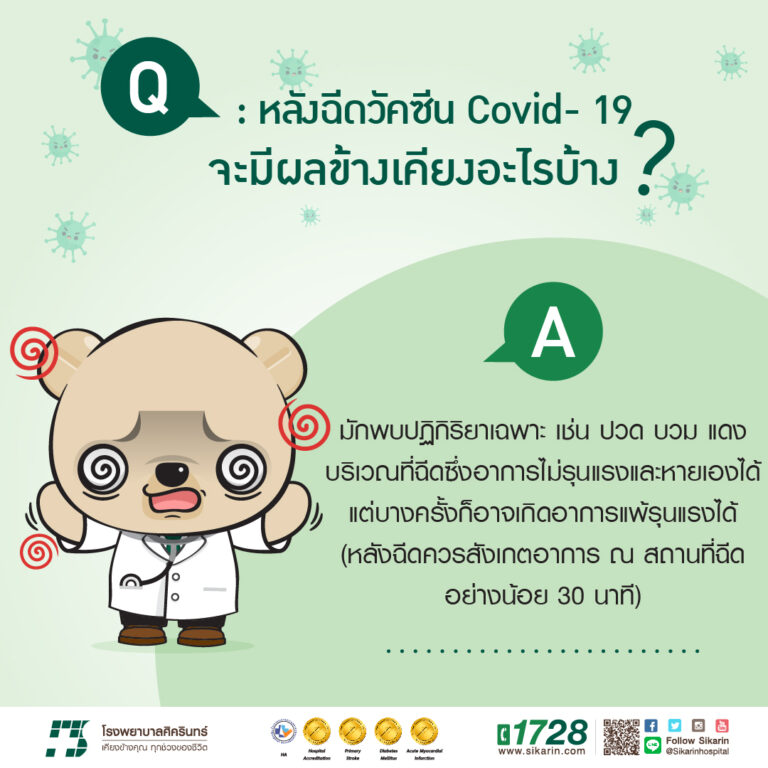 Q
: หลังฉีดวัคซีน Covid- 19
จะมีผลข้างเคียงอะไรบ้าง ?
A
มักพบปฏิกิริยาเฉพาะ เช่น ปวด บวม แดง
บริเวณที่ฉีดซึ่งอาการไม่รุนแรงและหายเองได้
แต่บางครั้งก็อาจเกิดอาการแพ้รุนแรงได้
(หลังฉีดควรสังเกตอาการ ณ สถานที่ฉีด
อย่างน้อย 30 นาที)
โรงพยาบาลศิครินทร์
เคียงข้างคุณ ทุกช่วงของชีวิต
HA
Hospital
Accreditation
Primary
Stroke
Diabetes
Mellitus
Acute Myocardial
Infarction
1728
www.sikarin.com
Follow Sikarin
@Sikarinhospital